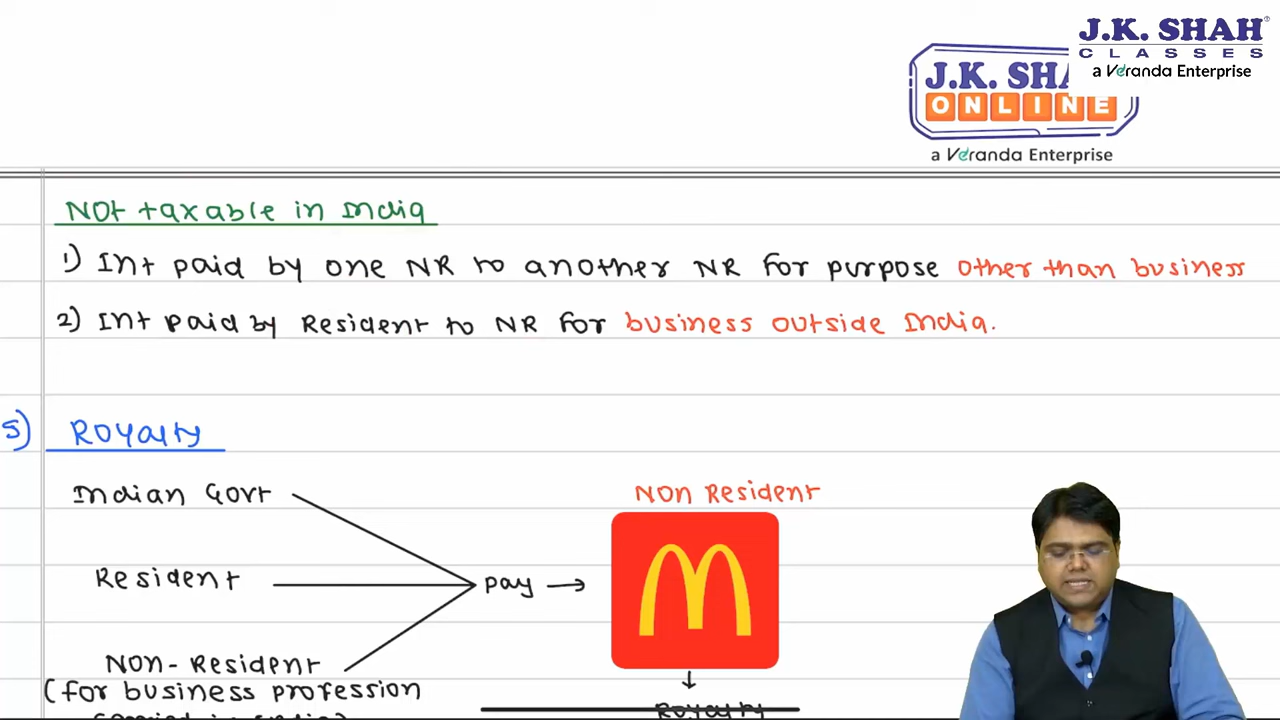 J.K. SHAH®
CLASSES
a Veranda Enterprise
J.K. SHA
ONLINE
a Veranda Enterprise
Not taxable in India
1) Int paid by one NR to another NR for purpose other than business
2) Int paid by Resident to NR for business outside India.
5) Royalty
Indian Govt
Non Resident
Resident
pay →
Non-Resident
(for business profession
Royalty